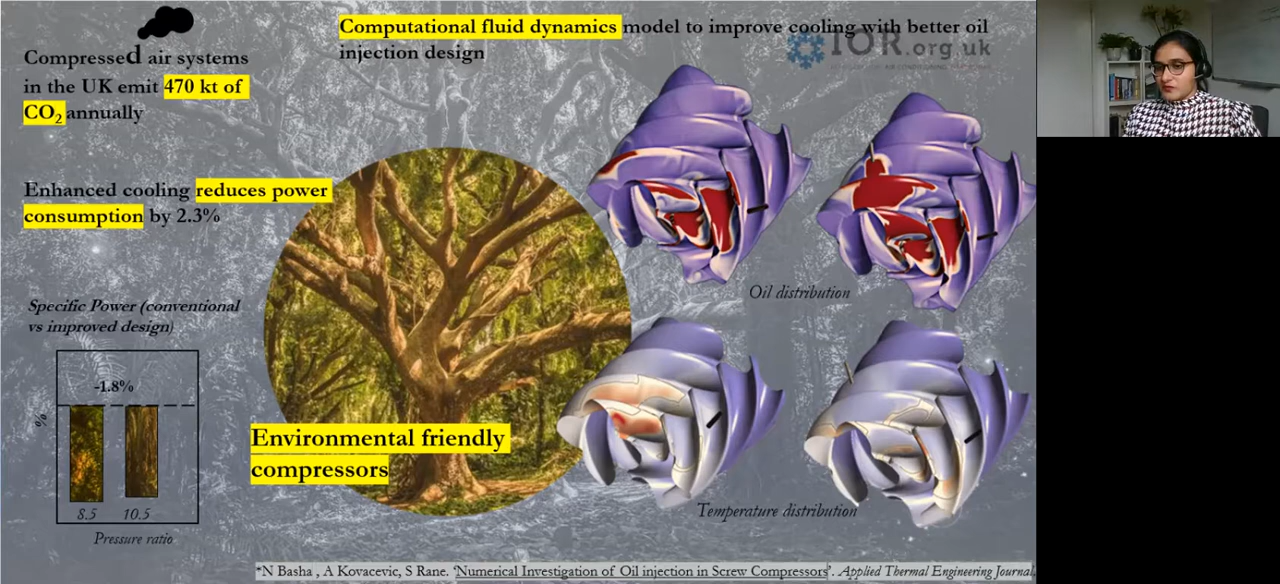 Computational fluid dynamics model to improve cooling with better oil
injection design
IOR.org.uk
Compressed air systems
in the UK emit 470 kt of
CO₂ annually
Enhanced cooling reduces power
consumption by 2.3%
Oil distribution
Specific Power (conventional
vs improved design)
-1.8%
%
8.5 10.5
Pressure ratio
Environmental friendly
compressors
Temperature distribution
*N Basha , A Kovacevic, S Rane. ‘Numerical Investigation of Oil injection in Screw Compressors’. Applied Thermal Engineering Journal.